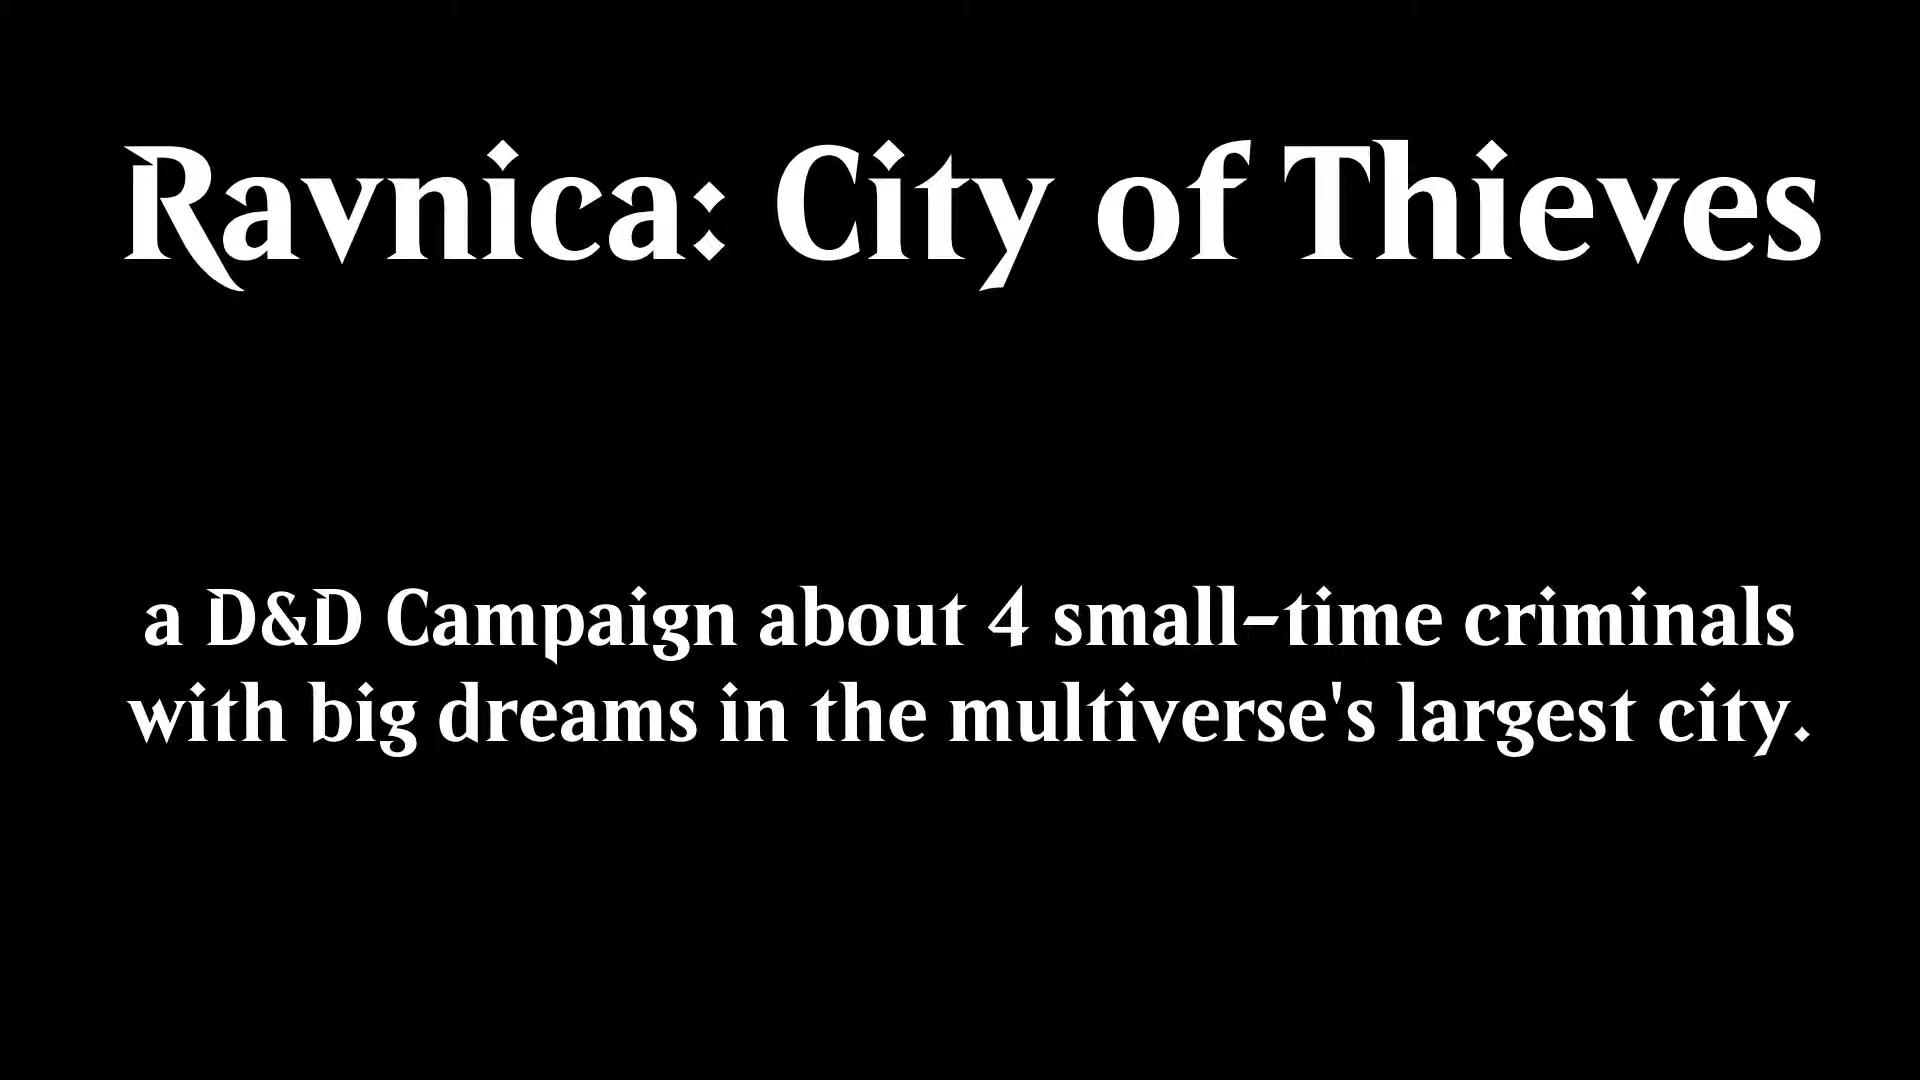 Ravnica: City of Thieves
a D&D Campaign about 4 small-time criminals
with big dreams in the multiverse's largest city.